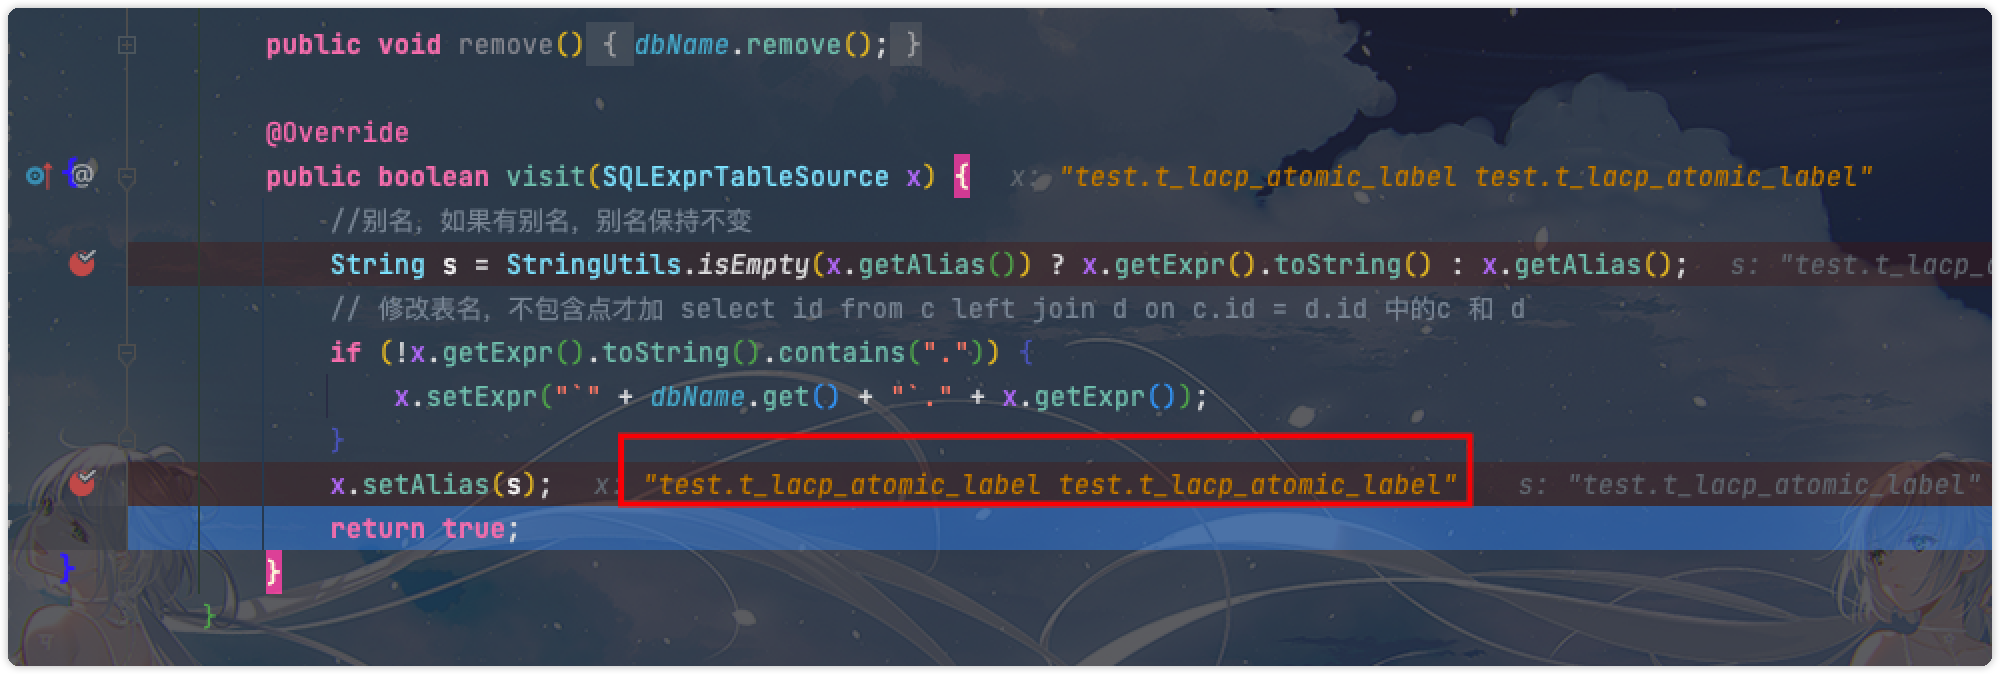 public void remove() { dbName.remove(); }
@Override
public boolean visit(SQLExprTableSource x) {   x: "test.t_lacp_atomic_label test.t_lacp_atomic_label"
//别名，如果有别名，别名保持不变
String s = StringUtils.isEmpty(x.getAlias()) ? x.getExpr().toString() : x.getAlias();   s: "test.t_lacp_
// 修改表名，不包含点才加 select id from c left join d on c.id = d.id 中的c 和 d
if (!x.getExpr().toString().contains(".")) {
x.setExpr("`" + dbName.get() + "`." + x.getExpr());
}
x.setAlias(s);   x: "test.t_lacp_atomic_label test.t_lacp_atomic_label"   s: "test.t_lacp_atomic_label"
return true;
}
}